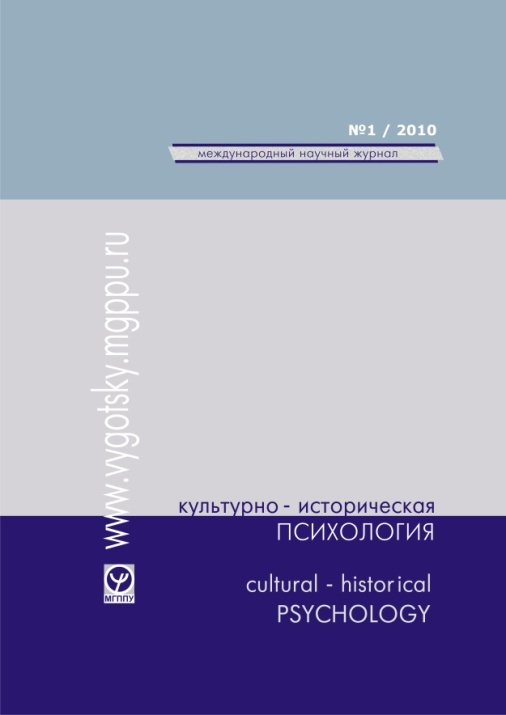 №1 / 2010
международный научный журнал
www.vygotsky.mgppu.ru
культурно - историческая
ПСИХОЛОГИЯ
МГППУ
cultural - historical
PSYCHOLOGY